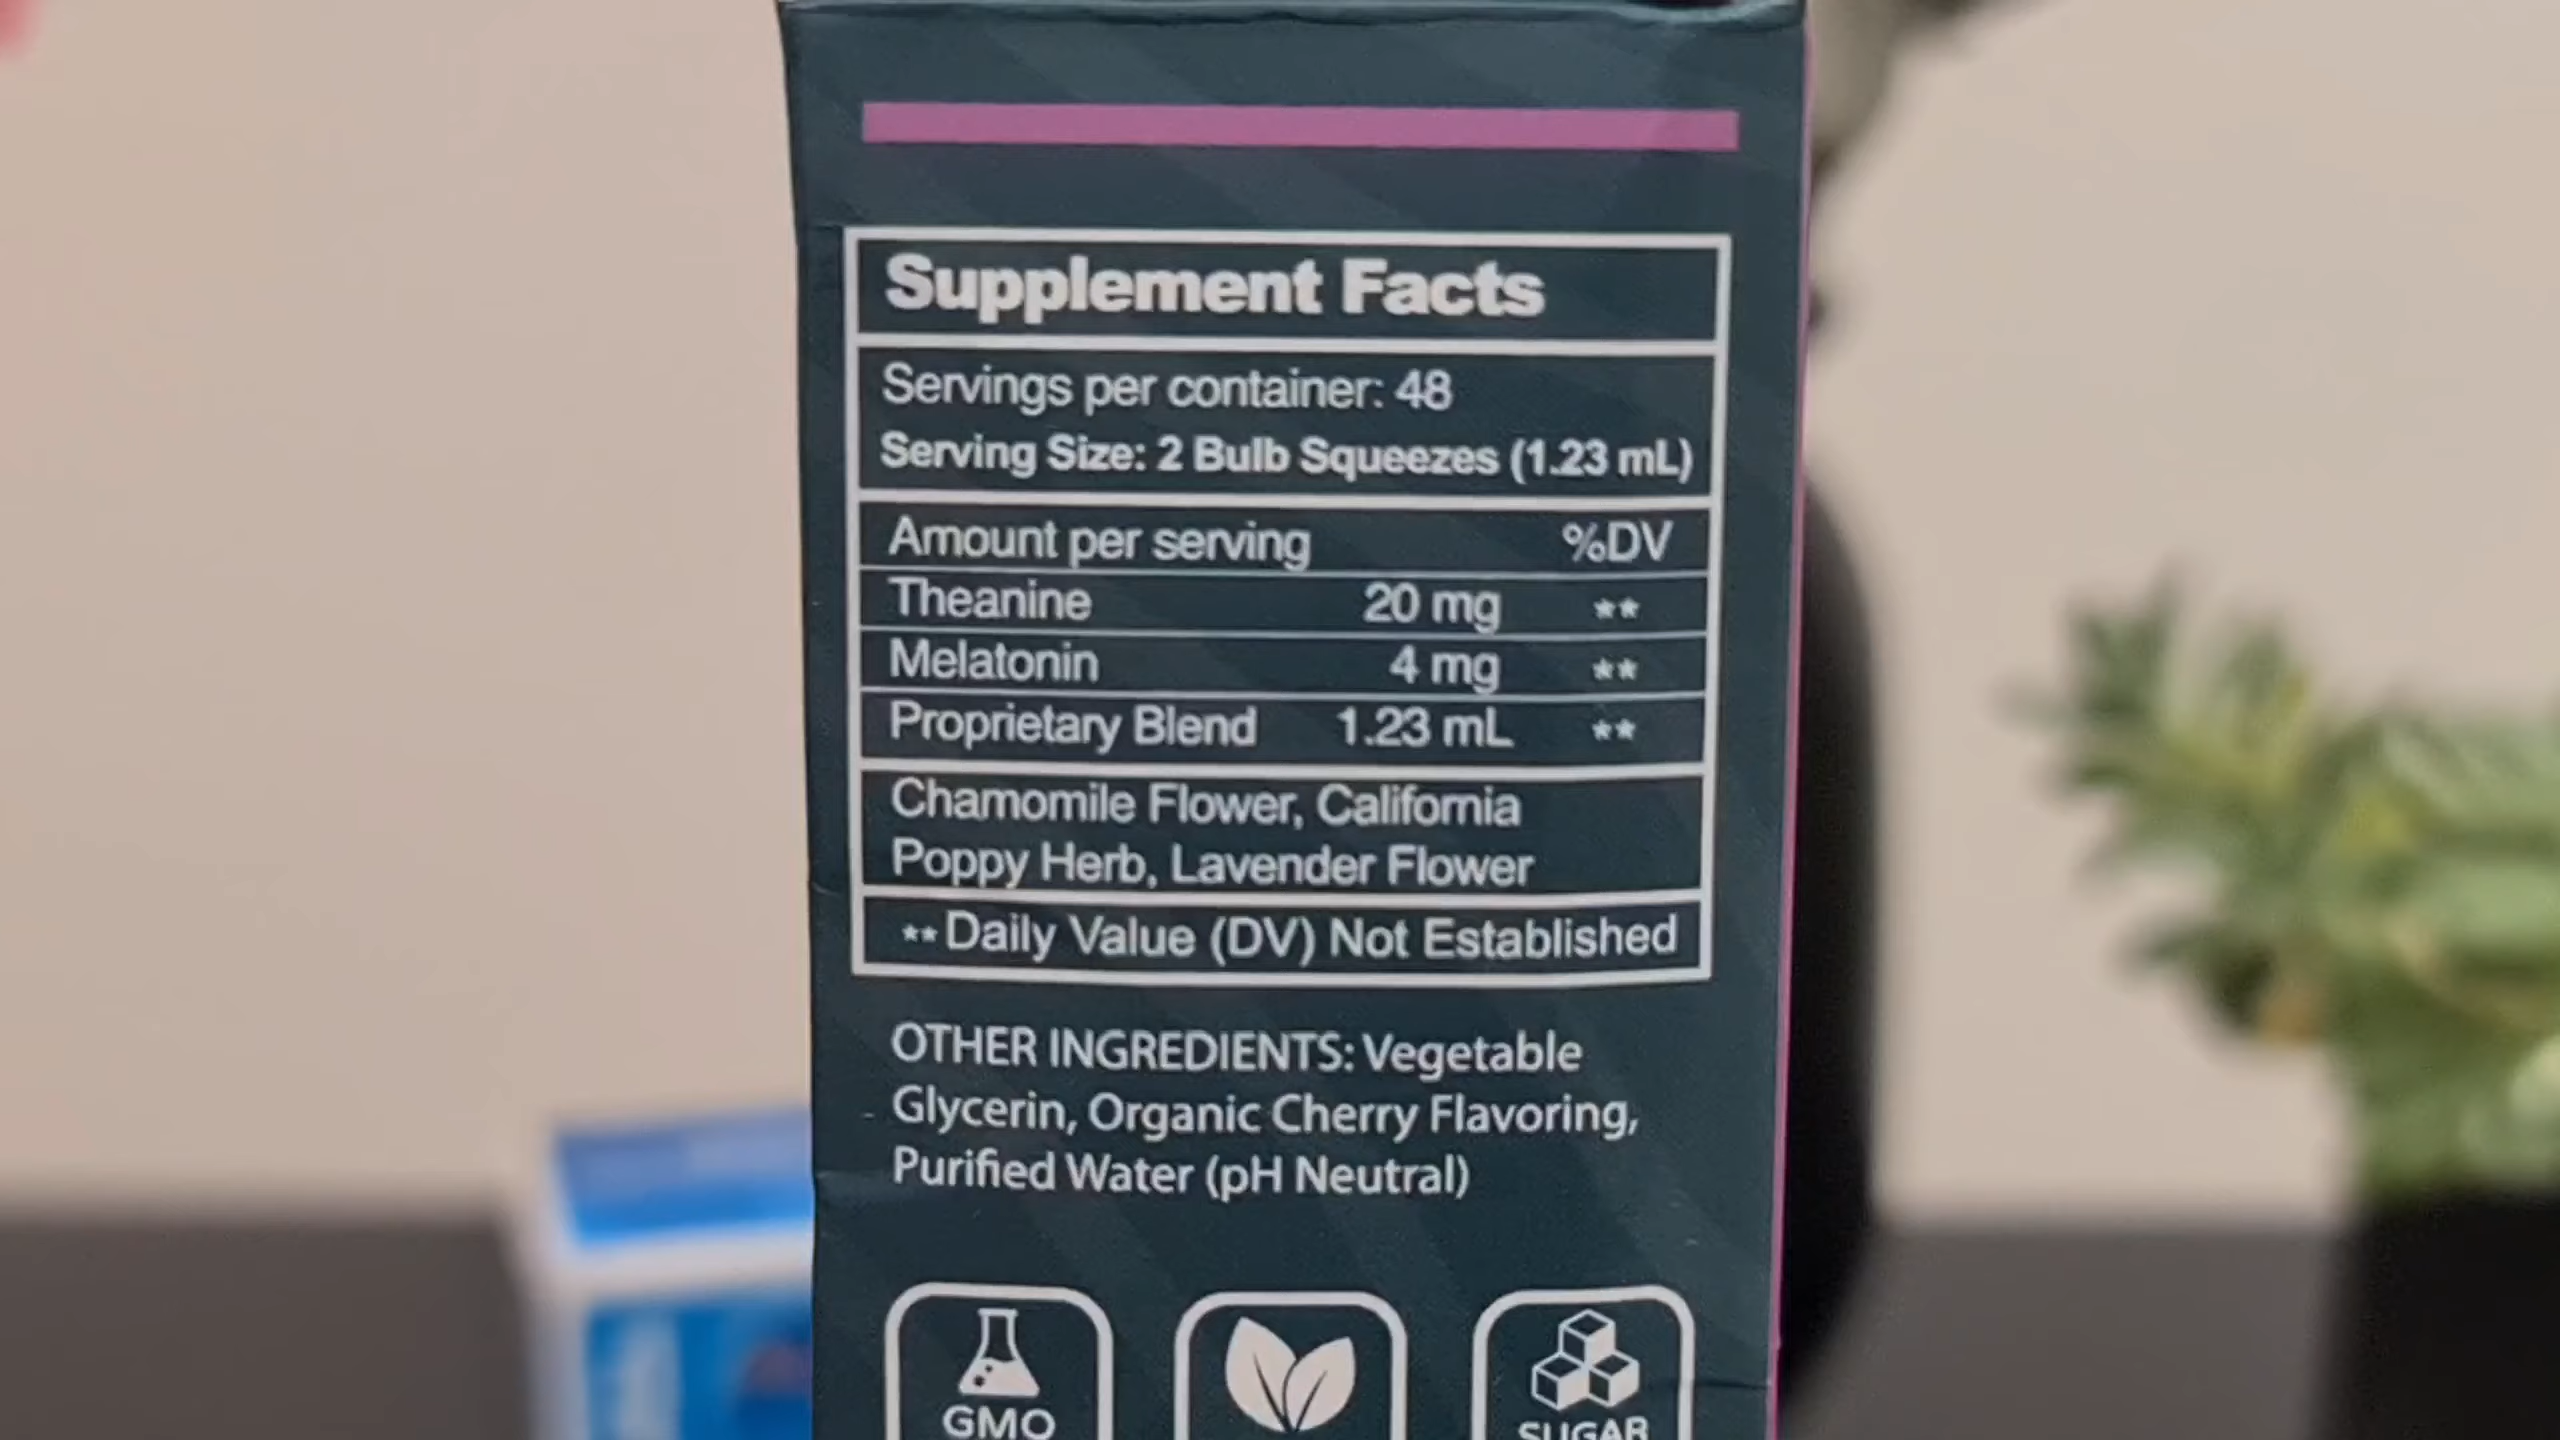 Supplement Facts
Servings per container: 48
Serving Size: 2 Bulb Squeezes (1.23 mL)
Amount per serving %DV
Theanine 20 mg **
Melatonin 4 mg **
Proprietary Blend 1.23 mL **
Chamomile Flower, California
Poppy Herb, Lavender Flower
** Daily Value (DV) Not Established
OTHER INGREDIENTS: Vegetable
Glycerin, Organic Cherry Flavoring,
Purified Water (pH Neutral)
GMO SUGAR